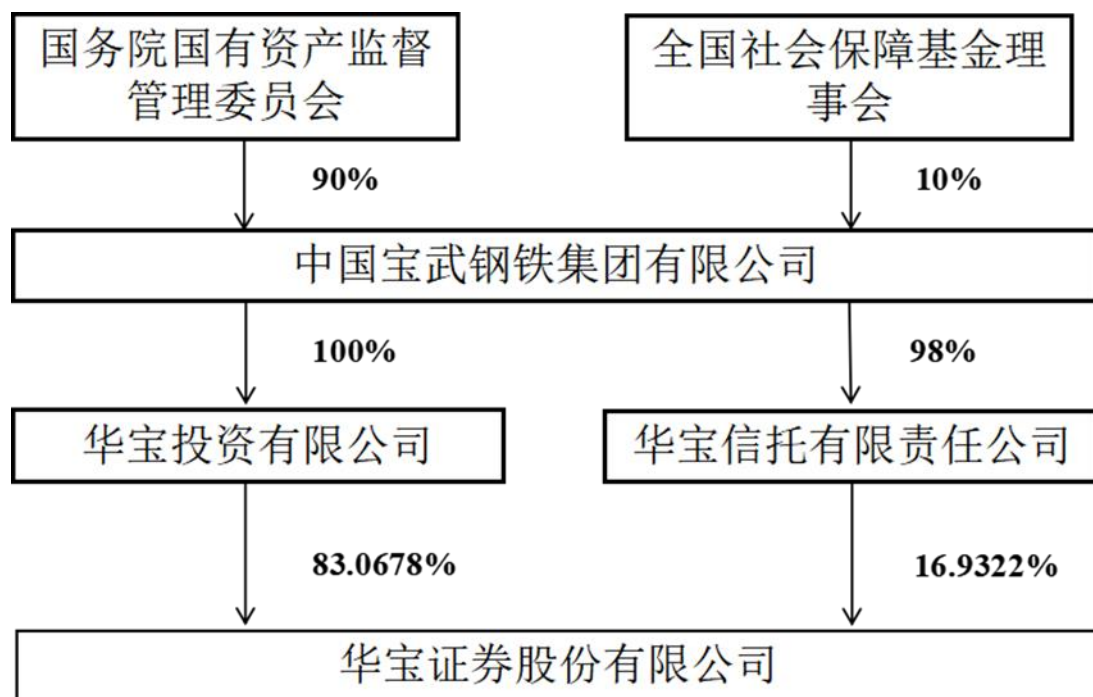 国务院国有资产监督
管理委员会
全国社会保障基金理
事会
90%
10%
中国宝武钢铁集团有限公司
100%
98%
华宝投资有限公司
华宝信托有限责任公司
83.0678%
16.9322%
华宝证券股份有限公司